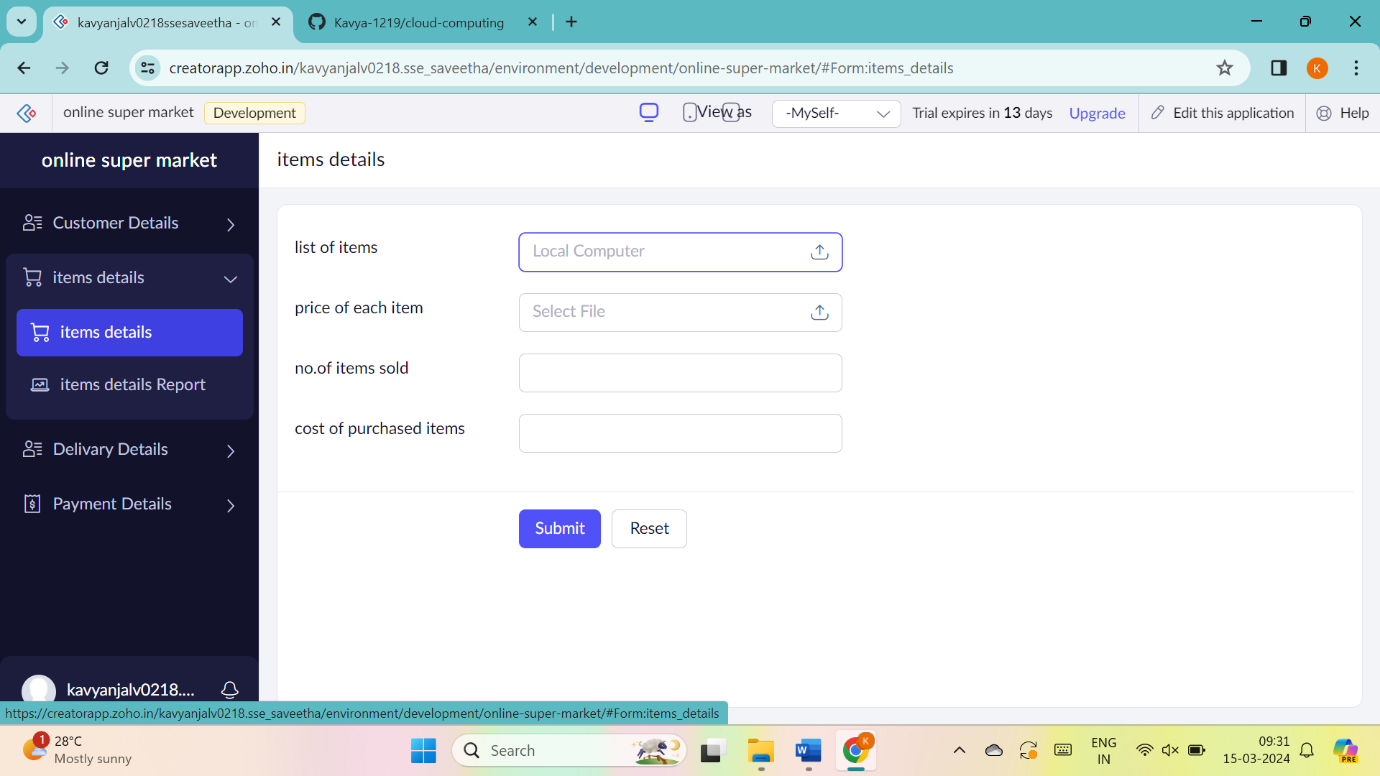 kavyanjalv0218ssesaveetha - on
Kavya-1219/cloud-computing
creatorapp.zoho.in/kavyanjalv0218.sse_saveetha/environment/development/online-super-market/#Form:items_details
K
online super market
Development
View as
-MySelf-
Trial expires in 13 days
Upgrade
Edit this application
Help
online super market
items details
Customer Details
items details
items details
items details Report
Delivary Details
Payment Details
list of items
Local Computer
price of each item
Select File
no.of items sold
cost of purchased items
Submit
Reset
kavyanjalv0218....
https://creatorapp.zoho.in/kavyanjalv0218.sse_saveetha/environment/development/online-super-market/#Form:items_details
1
28°C
Mostly sunny
Search
W
K
ENG
IN
09:31
15-03-2024
PRE